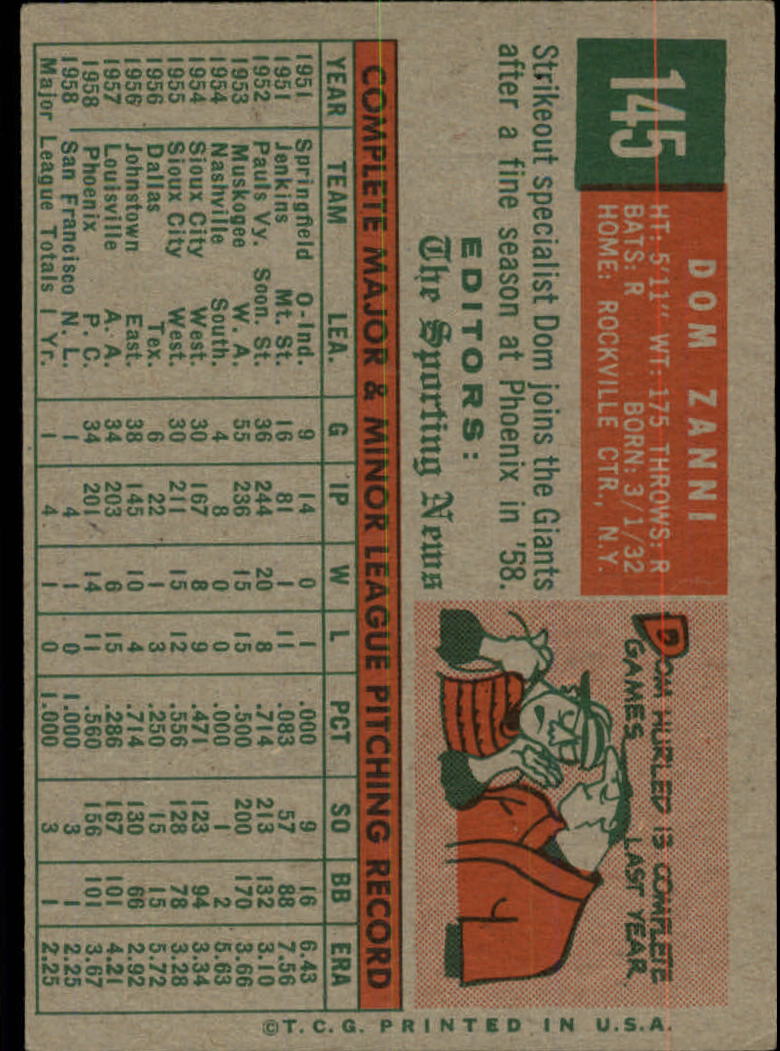 145
DOM ZANNI
HT: 5'11" WT: 175 THROWS: R
BATS: R BORN: 3/1/32
HOME: ROCKVILLE CTR., N.Y.
Strikeout specialist Dom joins the Giants
after a fine season at Phoenix in '58.
EDITORS:
The Sporting News
DOM HURLED 13 COMPLETE
GAMES LAST YEAR
COMPLETE MAJOR & MINOR LEAGUE PITCHING RECORD
YEAR TEAM LEA. G IP W L PCT SO BB ERA
1951 Springfield O-Ind. 9 14 0 1 .000 9 16 6.43
1951 Jenkins Mt. St. 16 81 1 11 .083 57 88 7.56
1952 Pauls Vy. Soon. St. 36 244 20 8 .714 213 132 3.10
1953 Muskogee W. A. 55 236 15 15 .500 200 170 3.66
1954 Nashville South. 4 8 0 0 .000 1 2 5.63
1954 Sioux City West. 30 167 8 9 .471 123 94 3.34
1955 Sioux City West. 30 211 15 12 .556 128 78 3.28
1956 Dallas Tex. 6 22 1 3 .250 15 15 5.72
1956 Johnstown East. 38 145 10 4 .714 130 66 2.92
1957 Louisville A. A. 34 203 6 15 .286 167 101 4.21
1958 Phoenix P. C. 34 201 14 11 .560 156 101 3.67
1958 San Francisco N. L. 1 4 1 0 1.000 3 1 2.25
Major League Totals 1 Yr. 1 4 1 0 1.000 3 1 2.25
©T.C.G. PRINTED IN U.S.A.